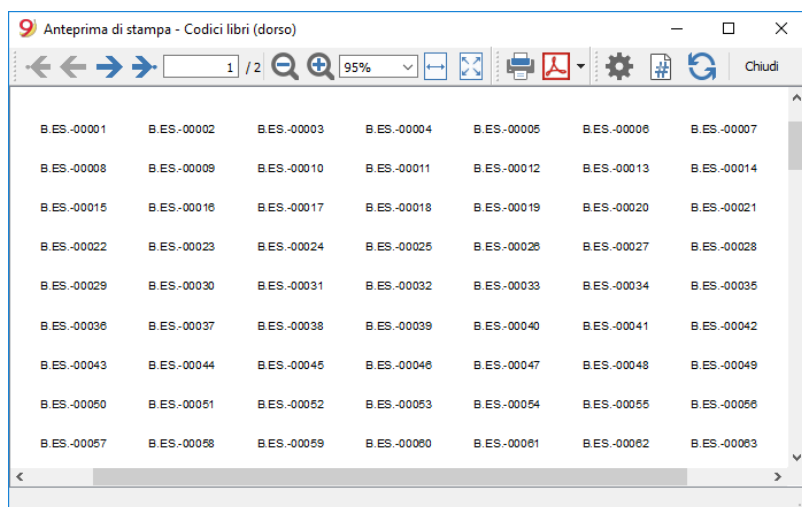 9 Anteprima di stampa - Codici libri (dorso)
1 / 2 95% # Chiudi
B.ES.-00001 B.ES.-00002 B.ES.-00003 B.ES.-00004 B.ES.-00005 B.ES.-00006 B.ES.-00007
B.ES.-00008 B.ES.-00009 B.ES.-00010 B.ES.-00011 B.ES.-00012 B.ES.-00013 B.ES.-00014
B.ES.-00015 B.ES.-00016 B.ES.-00017 B.ES.-00018 B.ES.-00019 B.ES.-00020 B.ES.-00021
B.ES.-00022 B.ES.-00023 B.ES.-00024 B.ES.-00025 B.ES.-00026 B.ES.-00027 B.ES.-00028
B.ES.-00029 B.ES.-00030 B.ES.-00031 B.ES.-00032 B.ES.-00033 B.ES.-00034 B.ES.-00035
B.ES.-00036 B.ES.-00037 B.ES.-00038 B.ES.-00039 B.ES.-00040 B.ES.-00041 B.ES.-00042
B.ES.-00043 B.ES.-00044 B.ES.-00045 B.ES.-00046 B.ES.-00047 B.ES.-00048 B.ES.-00049
B.ES.-00050 B.ES.-00051 B.ES.-00052 B.ES.-00053 B.ES.-00054 B.ES.-00055 B.ES.-00056
B.ES.-00057 B.ES.-00058 B.ES.-00059 B.ES.-00060 B.ES.-00061 B.ES.-00062 B.ES.-00063